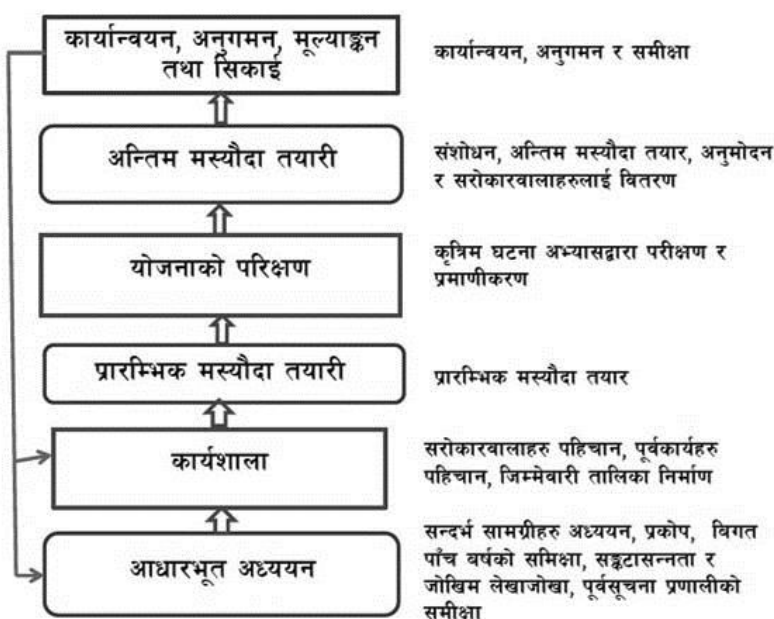 कार्यान्वयन, अनुगमन, मूल्याङ्कन
तथा सिकाई
कार्यान्वयन, अनुगमन र समीक्षा
अन्तिम मस्यौदा तयारी
संशोधन, अन्तिम मस्यौदा तयार, अनुमोदन
र सरोकारवालाहरुलाई वितरण
योजनाको परिक्षण
कृत्रिम घटना अभ्यासद्वारा परीक्षण र
प्रमाणीकरण
प्रारम्भिक मस्यौदा तयारी
प्रारम्भिक मस्यौदा तयार
कार्यशाला
सरोकारवालाहरु पहिचान, पूर्वकार्यहरु
पहिचान, जिम्मेबारी तालिका निर्माण
आधारभूत अध्ययन
सन्दर्भ सामग्रीहरु अध्ययन, प्रकोप, विगत
पाँच बर्षको समिक्षा, सङ्कटासन्नता र
जोखिम लेखाजोखा, पूर्वसूचना प्रणालीको
समीक्षा